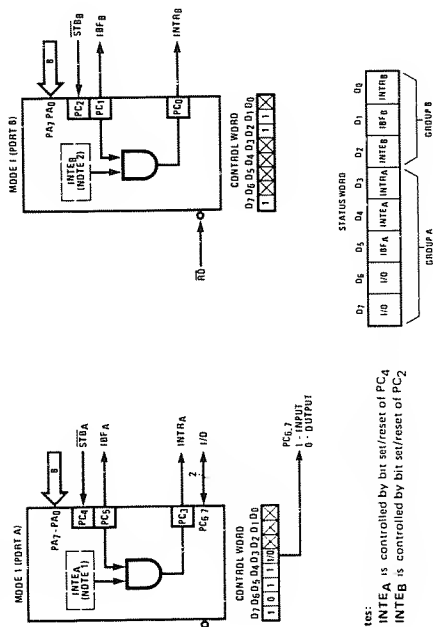 MODE 1 (PORT A)
PA7 - PA0
8
INTEA
(NOTE 1)
PC4
STBA
PC5
IBFA
PC3
INTRA
PC6,7
2
I/O
CONTROL WORD
D7 D6 D5 D4 D3 D2 D1 D0
1 0 1 1 I/O
PC6,7
1 - INPUT
0 - OUTPUT
MODE 1 (PORT B)
PA7 PA0
8
INTEB
(NOTE 2)
PC2
STBB
PC1
IBFB
PC0
INTRB
RD
CONTROL WORD
D7 D6 D5 D4 D3 D2 D1 D0
1 1 1
STATUS WORD
D7 D6 D5 D4 D3 D2 D1 D0
I/O I/O IBFA INTEA INTRA INTEB IBFB INTRB
GROUP A GROUP B
tes:
INTEA is controlled by bit set/reset of PC4
INTEB is controlled by bit set/reset of PC2